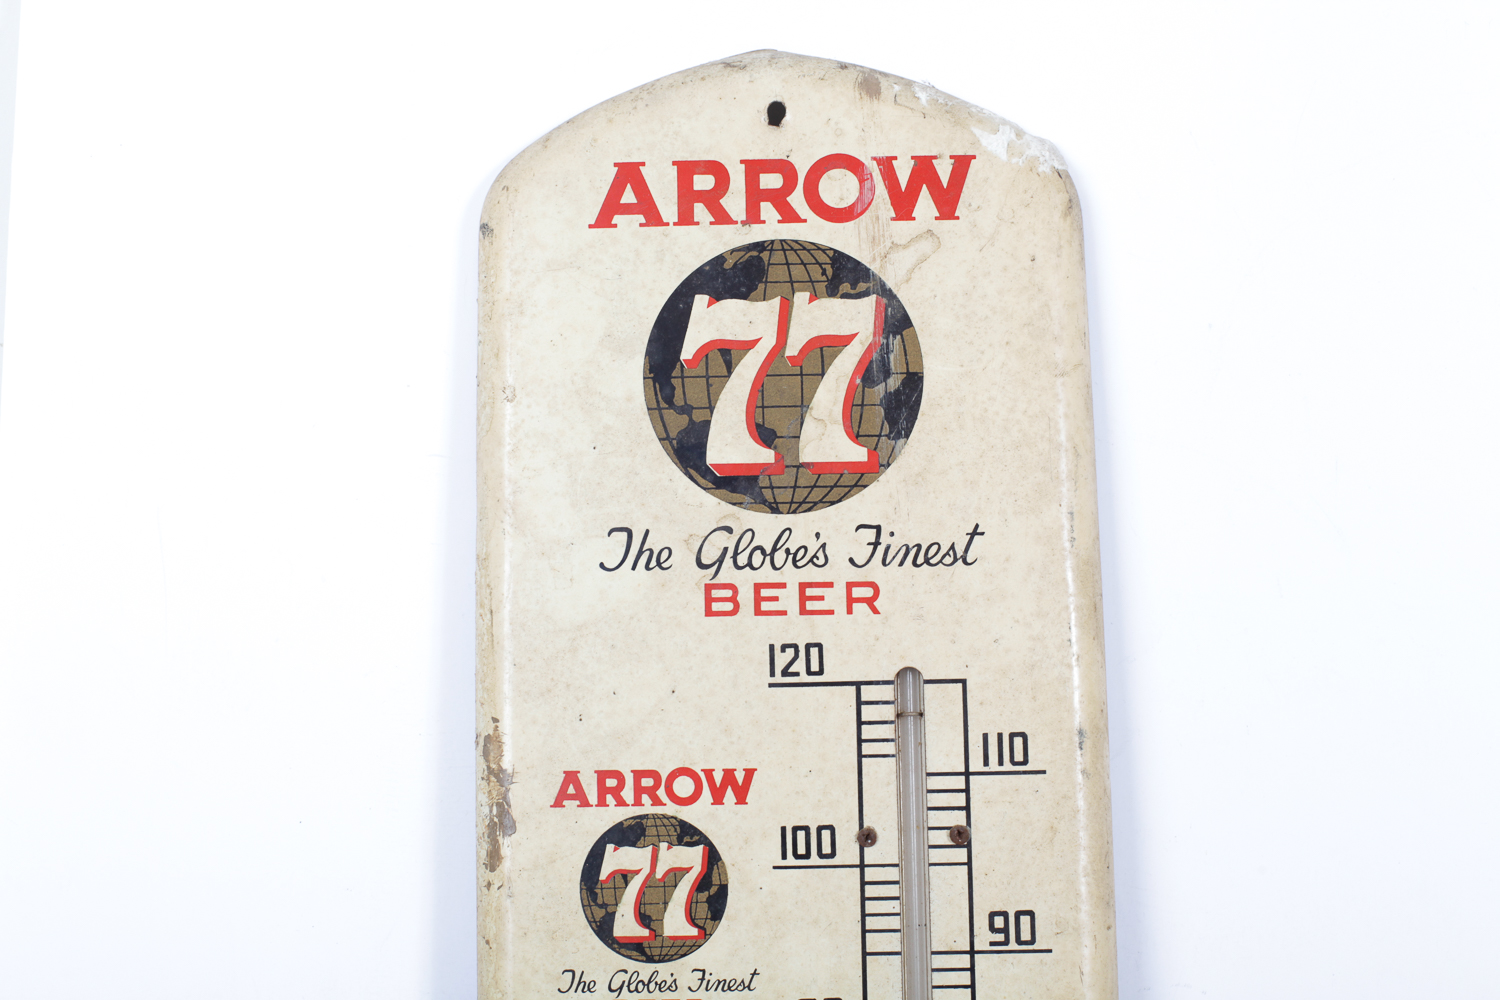 ARROW
77
The Globe's Finest
BEER
120
110
ARROW
100
77
90
The Globe's Finest